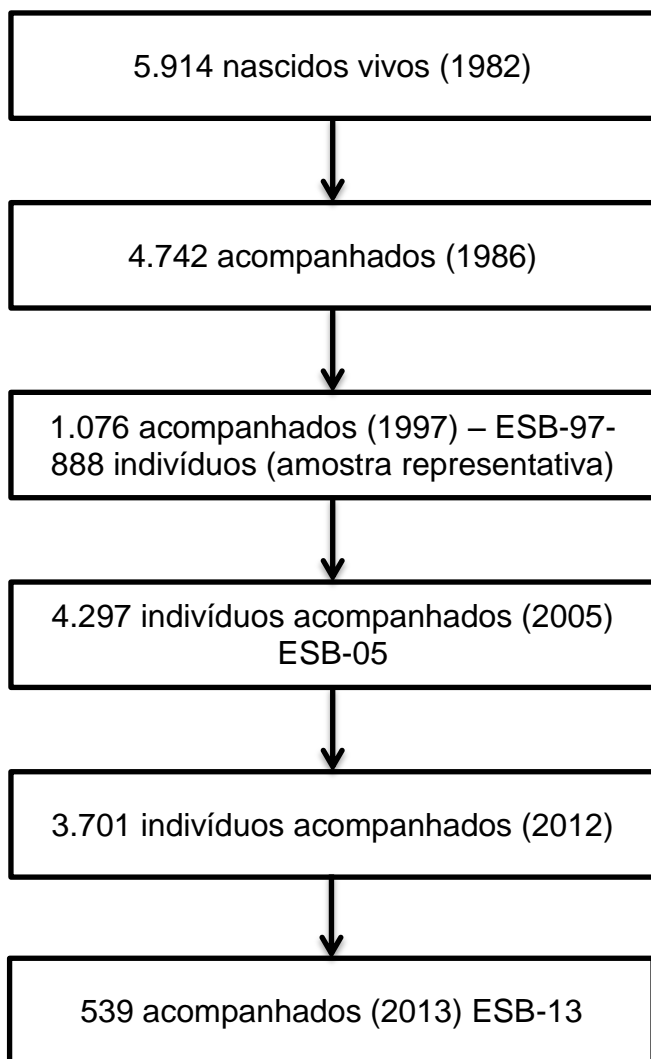 5.914 nascidos vivos (1982)
4.742 acompanhados (1986)
1.076 acompanhados (1997) – ESB-97-
888 indivíduos (amostra representativa)
4.297 indivíduos acompanhados (2005)
ESB-05
3.701 indivíduos acompanhados (2012)
539 acompanhados (2013) ESB-13